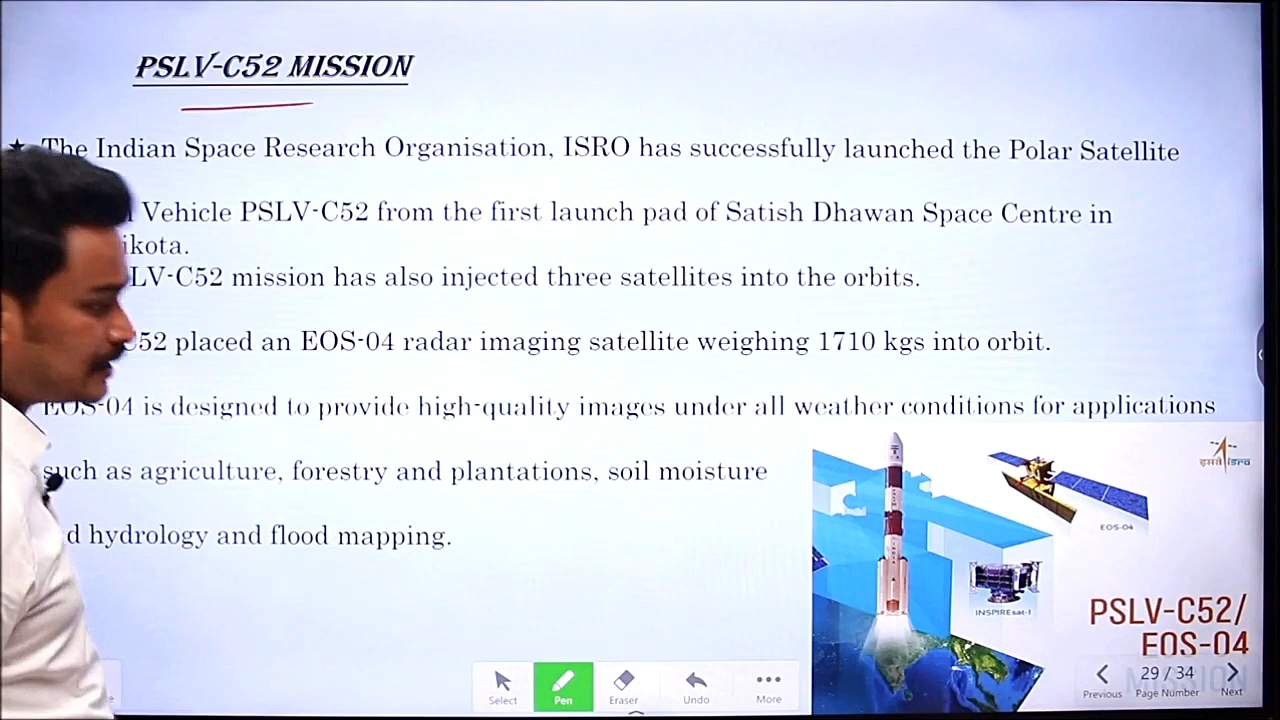 PSLV-C52 MISSION
The Indian Space Research Organisation, ISRO has successfully launched the Polar Satellite
Vehicle PSLV-C52 from the first launch pad of Satish Dhawan Space Centre in
ikota.
LV-C52 mission has also injected three satellites into the orbits.
C52 placed an EOS-04 radar imaging satellite weighing 1710 kgs into orbit.
EOS-04 is designed to provide high-quality images under all weather conditions for applications
such as agriculture, forestry and plantations, soil moisture
d hydrology and flood mapping.
इसरो isro
EOS-04
INSPIREsat-1
PSLV-C52/
EOS-04
MISSION
Select
Pen
Eraser
Undo
More
Previous
29 / 34
Page Number
Next